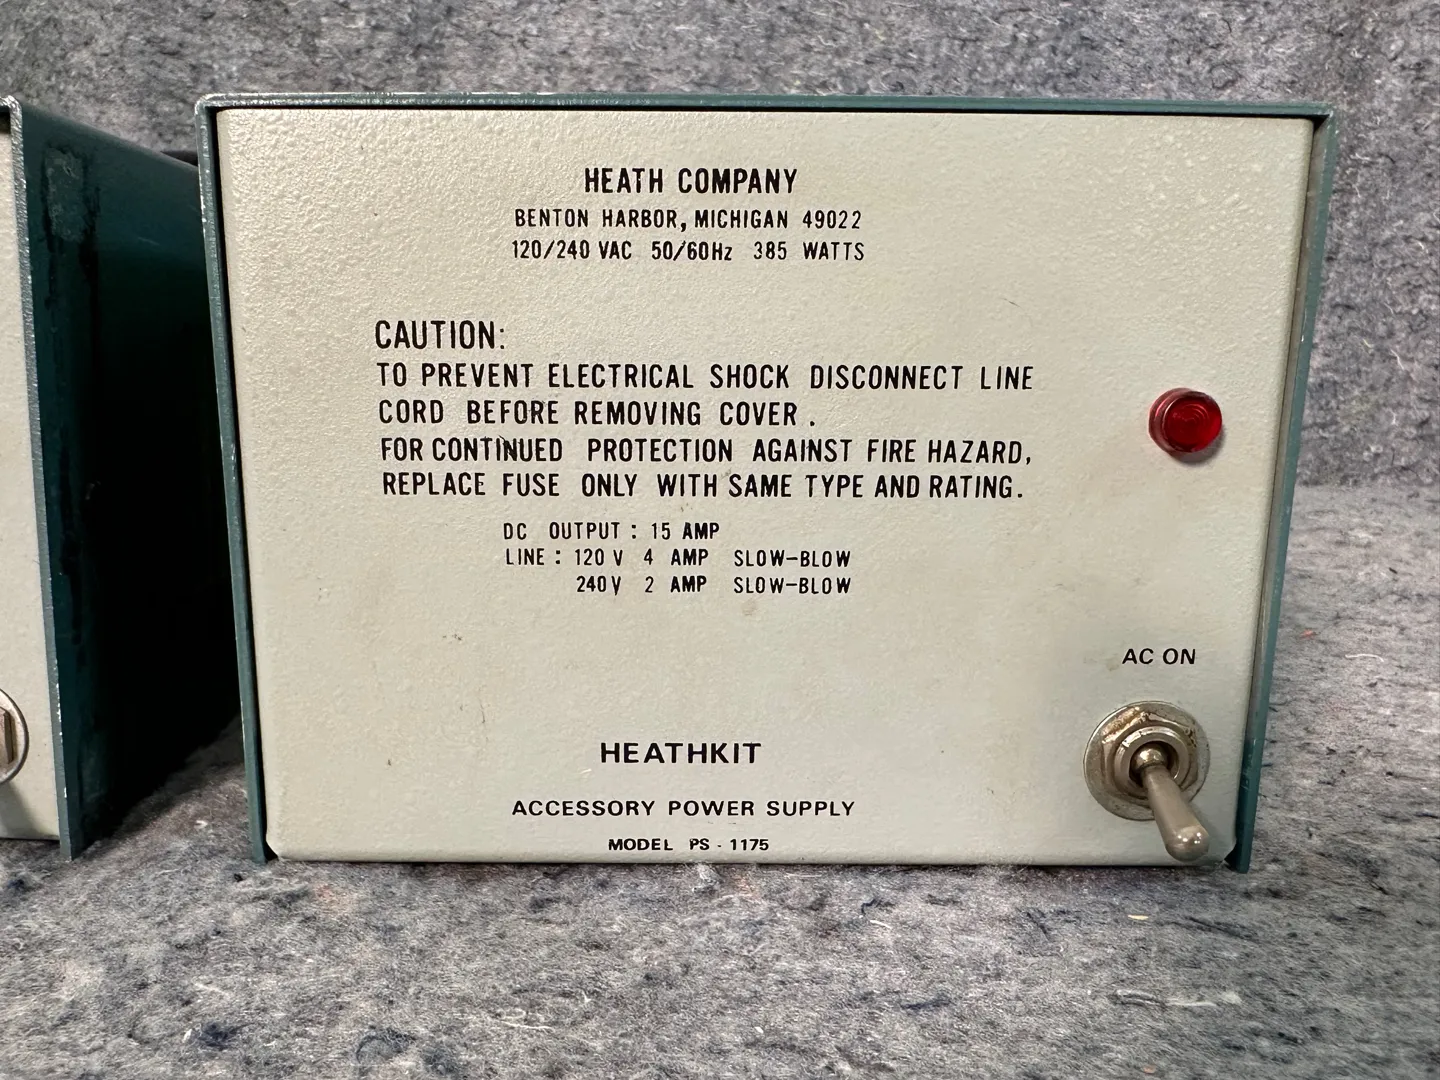 HEATH COMPANY
BENTON HARBOR, MICHIGAN 49022
120/240 VAC 50/60Hz 385 WATTS
CAUTION:
TO PREVENT ELECTRICAL SHOCK DISCONNECT LINE
CORD BEFORE REMOVING COVER.
FOR CONTINUED PROTECTION AGAINST FIRE HAZARD,
REPLACE FUSE ONLY WITH SAME TYPE AND RATING.
DC OUTPUT : 15 AMP
LINE : 120 V 4 AMP SLOW-BLOW
240V 2 AMP SLOW-BLOW
AC ON
HEATHKIT
ACCESSORY POWER SUPPLY
MODEL PS - 1175